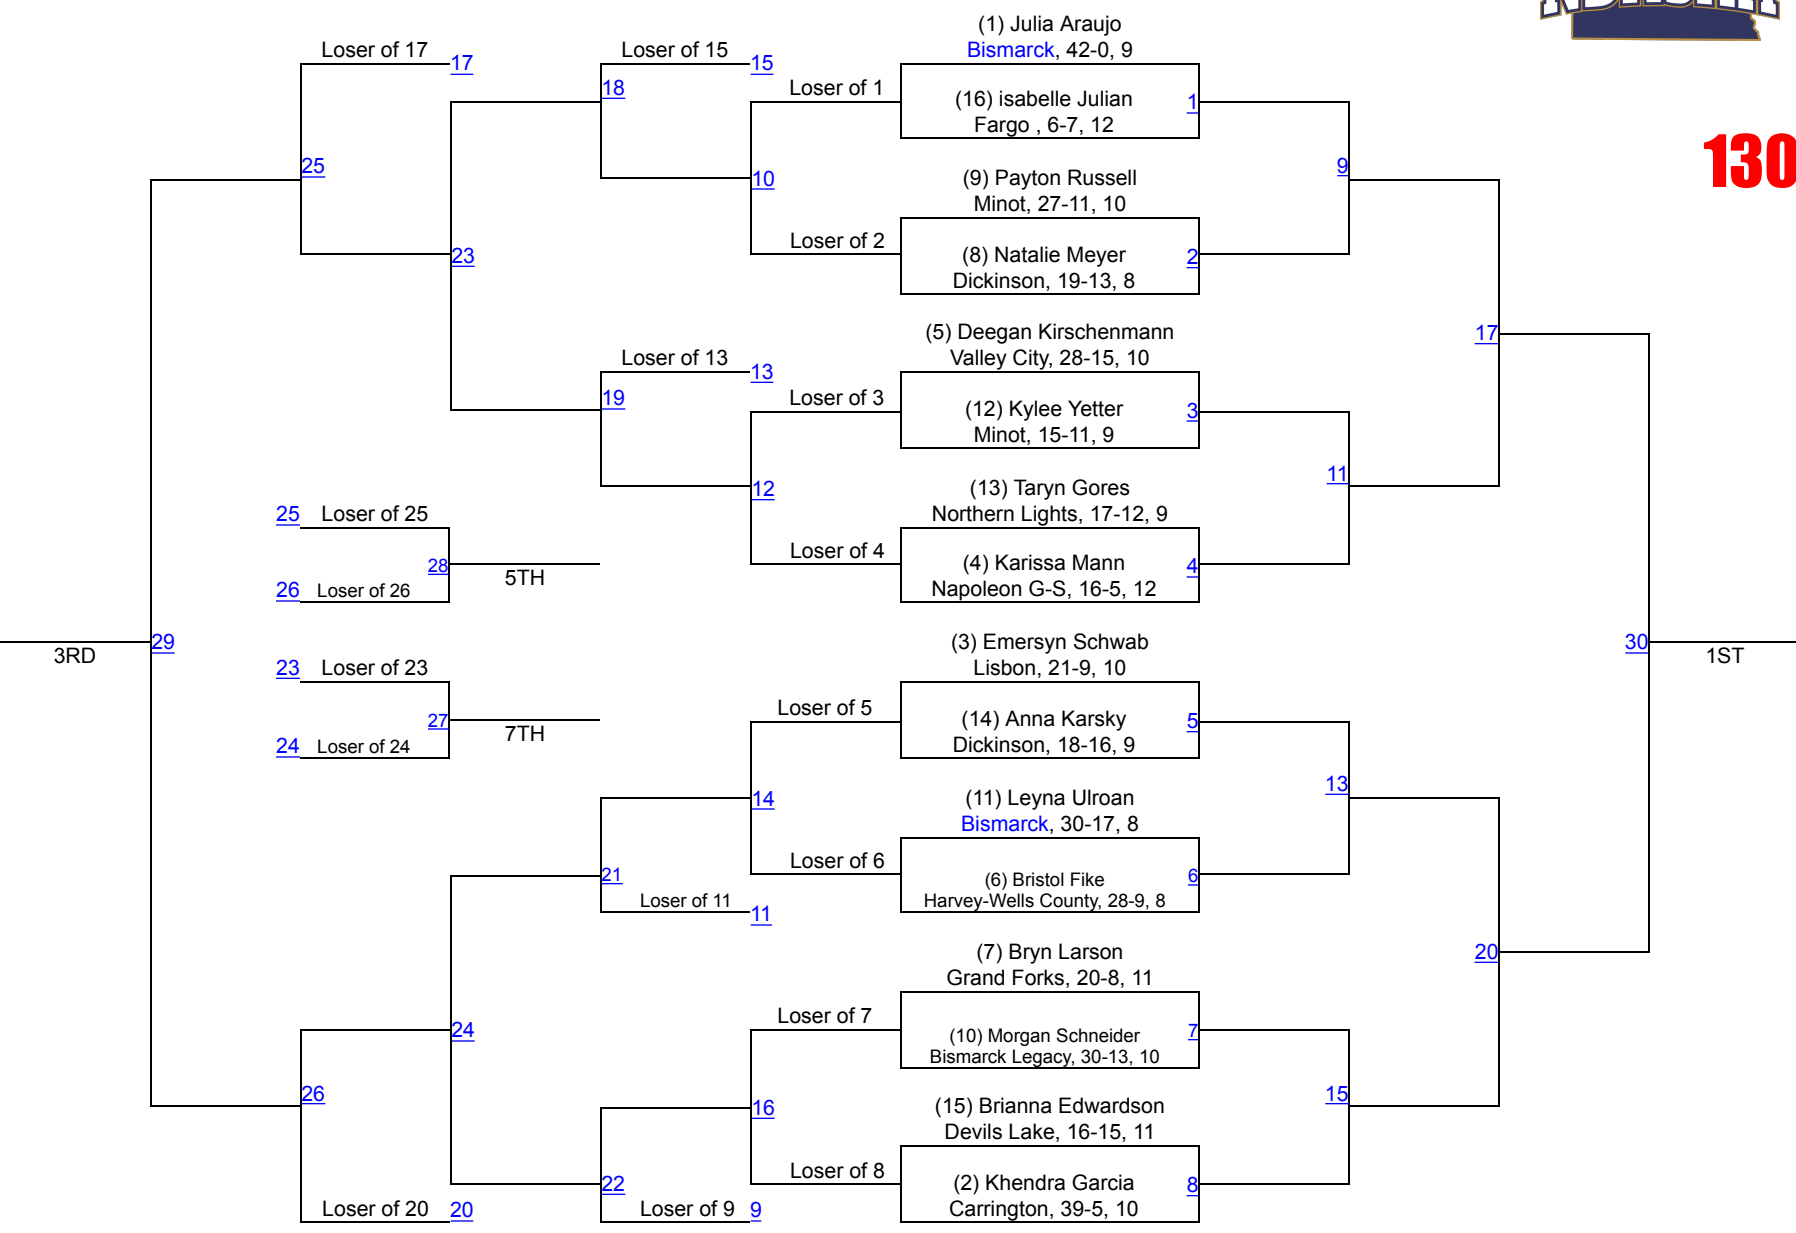 NDHSAA
130
(1) Julia Araujo
Bismarck, 42-0, 9
Loser of 17
17
Loser of 15
15
18
Loser of 1
(16) isabelle Julian
Fargo , 6-7, 12
1
25
10
(9) Payton Russell
Minot, 27-11, 10
9
Loser of 2
(8) Natalie Meyer
Dickinson, 19-13, 8
2
23
(5) Deegan Kirschenmann
Valley City, 28-15, 10
17
Loser of 13
13
19
Loser of 3
(12) Kylee Yetter
Minot, 15-11, 9
3
12
(13) Taryn Gores
Northern Lights, 17-12, 9
11
25
Loser of 25
Loser of 4
(4) Karissa Mann
Napoleon G-S, 16-5, 12
4
28
5TH
26
Loser of 26
29
3RD
(3) Emersyn Schwab
Lisbon, 21-9, 10
30
1ST
23
Loser of 23
27
7TH
Loser of 5
(14) Anna Karsky
Dickinson, 18-16, 9
5
24
Loser of 24
14
(11) Leyna Ulroan
Bismarck, 30-17, 8
13
21
Loser of 6
(6) Bristol Fike
Harvey-Wells County, 28-9, 8
6
Loser of 11
11
(7) Bryn Larson
Grand Forks, 20-8, 11
20
24
Loser of 7
(10) Morgan Schneider
Bismarck Legacy, 30-13, 10
7
26
16
(15) Brianna Edwardson
Devils Lake, 16-15, 11
15
22
Loser of 8
(2) Khendra Garcia
Carrington, 39-5, 10
8
Loser of 20
20
Loser of 9
9